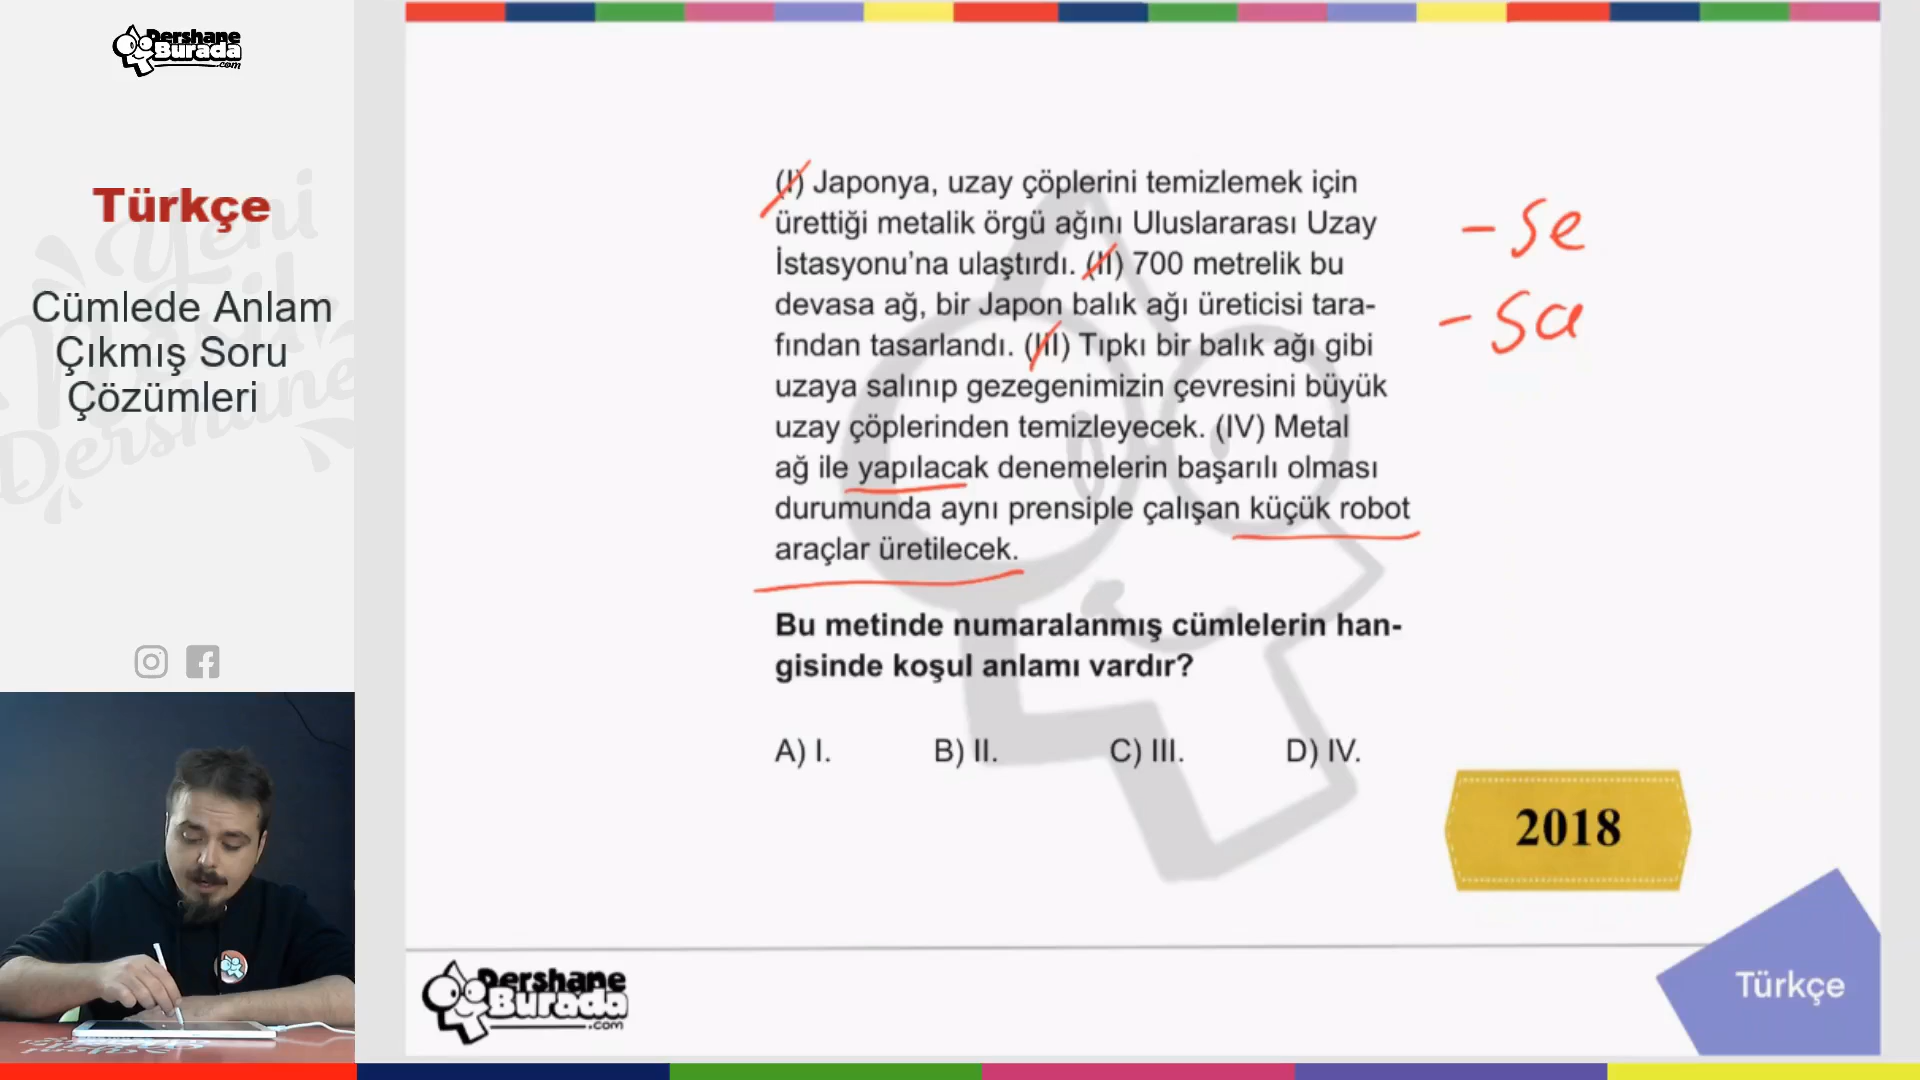 Dershane
Burada
.com
Türkçe
Yeni
Nesil
Dershane
Cümlede Anlam
Çıkmış Soru
Çözümleri
(I) Japonya, uzay çöplerini temizlemek için
ürettiği metalik örgü ağını Uluslararası Uzay
İstasyonu’na ulaştırdı. (II) 700 metrelik bu
devasa ağ, bir Japon balık ağı üreticisi tara-
fından tasarlandı. (III) Tıpkı bir balık ağı gibi
uzaya salınıp gezegenimizin çevresini büyük
uzay çöplerinden temizleyecek. (IV) Metal
ağ ile yapılacak denemelerin başarılı olması
durumunda aynı prensiple çalışan küçük robot
araçlar üretilecek.
- se
- sa
Bu metinde numaralanmış cümlelerin han-
gisinde koşul anlamı vardır?
A) I. B) II. C) III. D) IV.
2018
Dershane
Burada
.com
Türkçe